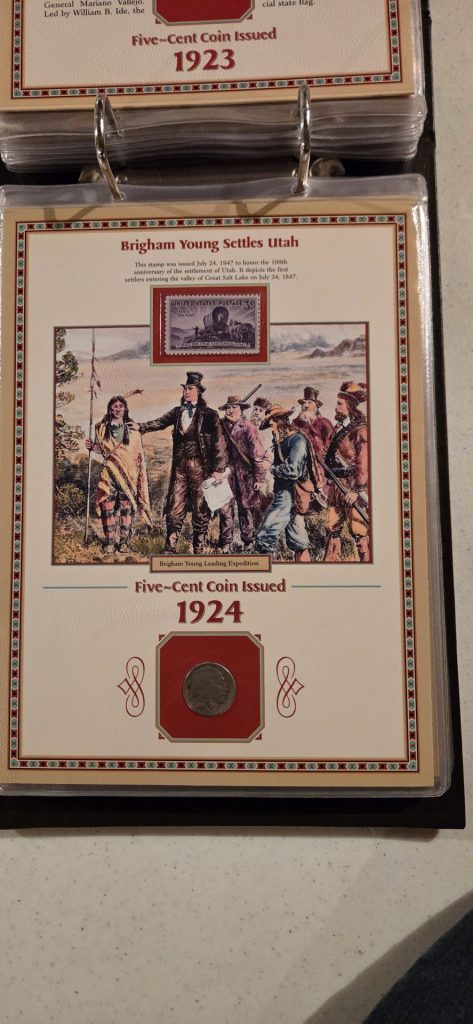 General Mariano Vallejo.
Led by William B. Ide, the
cial state flag.
Five~Cent Coin Issued
1923
Brigham Young Settles Utah
This stamp was issued July 24, 1947 to honor the 100th
anniversary of the settlement of Utah. It depicts the first
settlers entering the valley of Great Salt Lake on July 24, 1847.
UNITED STATES POSTAGE 3¢
Brigham Young Leading Expedition
Five~Cent Coin Issued
1924